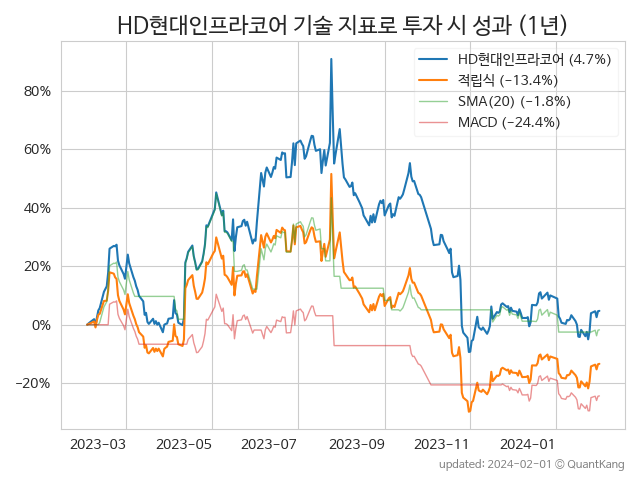 HD현대인프라코어 기술 지표로 투자 시 성과 (1년)
HD현대인프라코어 (4.7%)
적립식 (−13.4%)
SMA(20) (−1.8%)
MACD (−24.4%)
80%
60%
40%
20%
0%
−20%
2023-03
2023-05
2023-07
2023-09
2023-11
2024-01
updated: 2024-02-01 © QuantKang